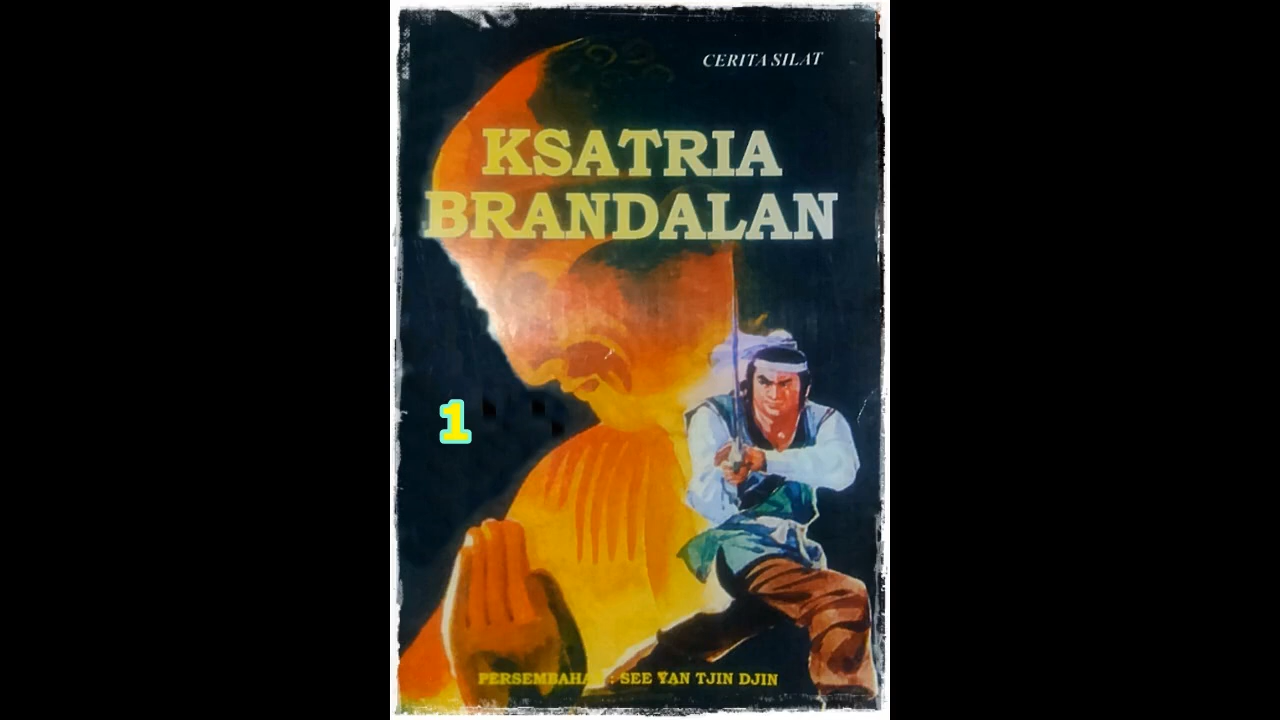 CERITA SILAT
KSATRIA
BRANDALAN
1
: SEE YAN TJIN DJIN